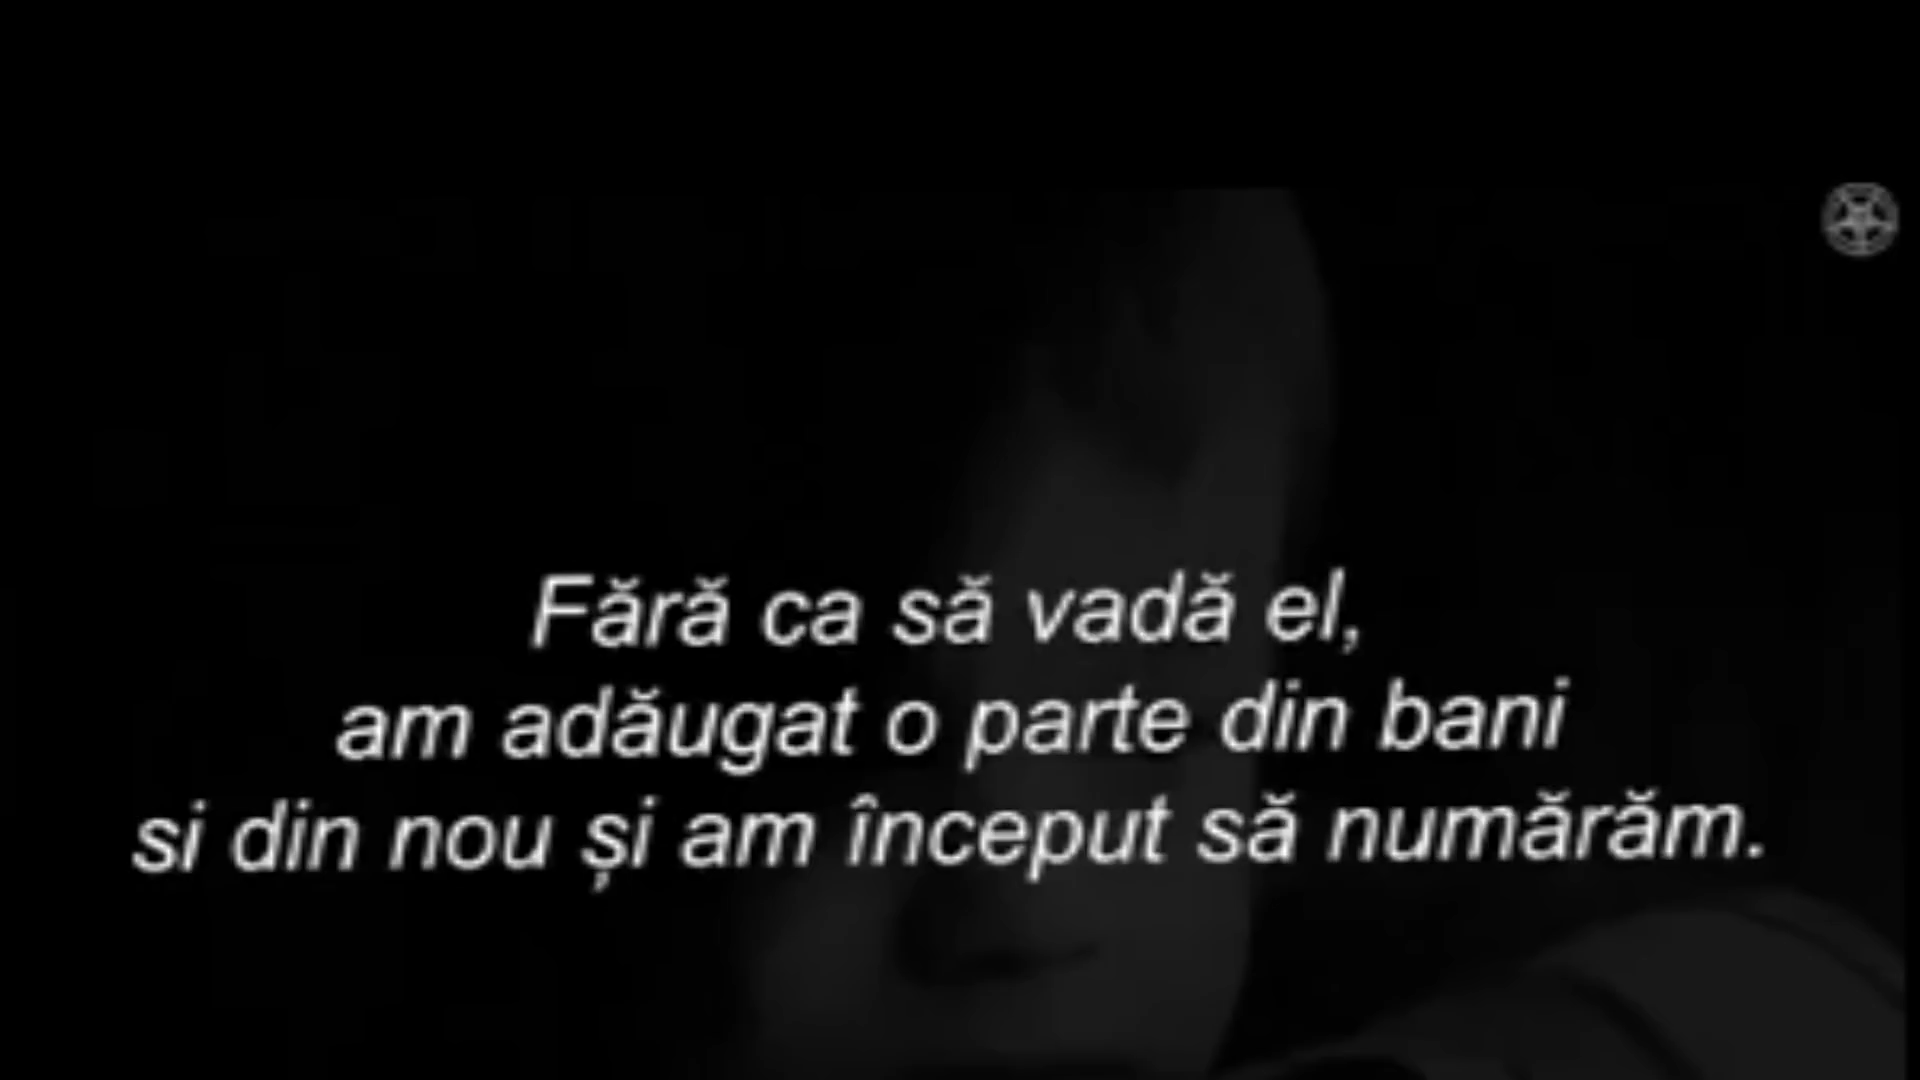 Fără ca să vadă el,
am adăugat o parte din bani
si din nou și am început să numărăm.